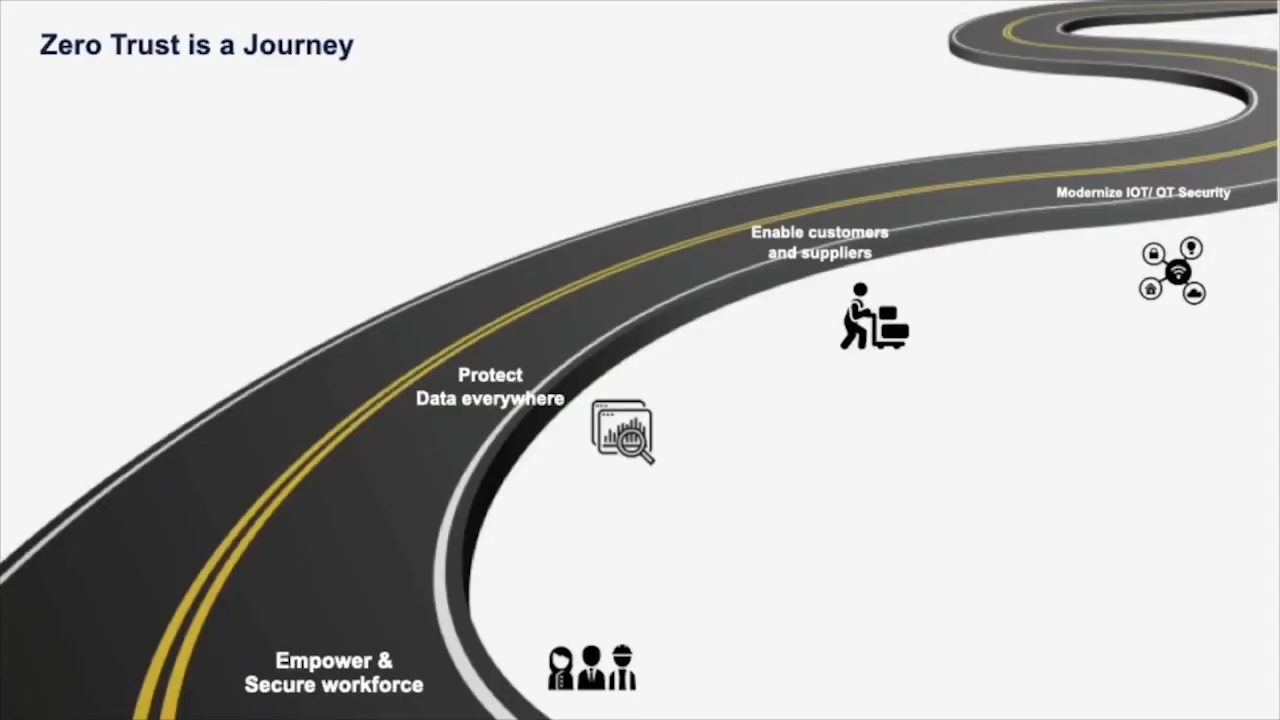 Zero Trust is a Journey
Modernize IOT/ OT Security
Enable customers
and suppliers
Protect
Data everywhere
Empower &
Secure workforce